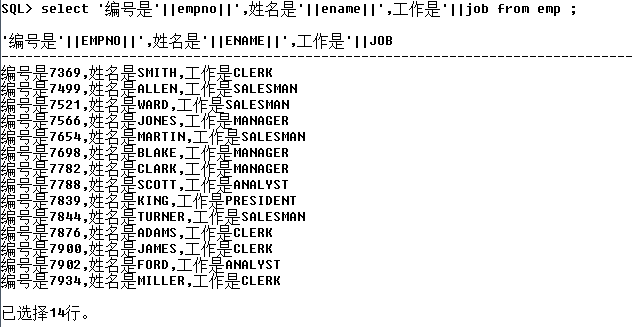 SQL> select '编号是'||empno||',姓名是'||ename||',工作是'||job from emp ;
'编号是'||EMPNO||',姓名是'||ENAME||',工作是'||JOB
--------------------------------------------------------------------------------
编号是7369,姓名是SMITH,工作是CLERK
编号是7499,姓名是ALLEN,工作是SALESMAN
编号是7521,姓名是WARD,工作是SALESMAN
编号是7566,姓名是JONES,工作是MANAGER
编号是7654,姓名是MARTIN,工作是SALESMAN
编号是7698,姓名是BLAKE,工作是MANAGER
编号是7782,姓名是CLARK,工作是MANAGER
编号是7788,姓名是SCOTT,工作是ANALYST
编号是7839,姓名是KING,工作是PRESIDENT
编号是7844,姓名是TURNER,工作是SALESMAN
编号是7876,姓名是ADAMS,工作是CLERK
编号是7900,姓名是JAMES,工作是CLERK
编号是7902,姓名是FORD,工作是ANALYST
编号是7934,姓名是MILLER,工作是CLERK
已选择14行。